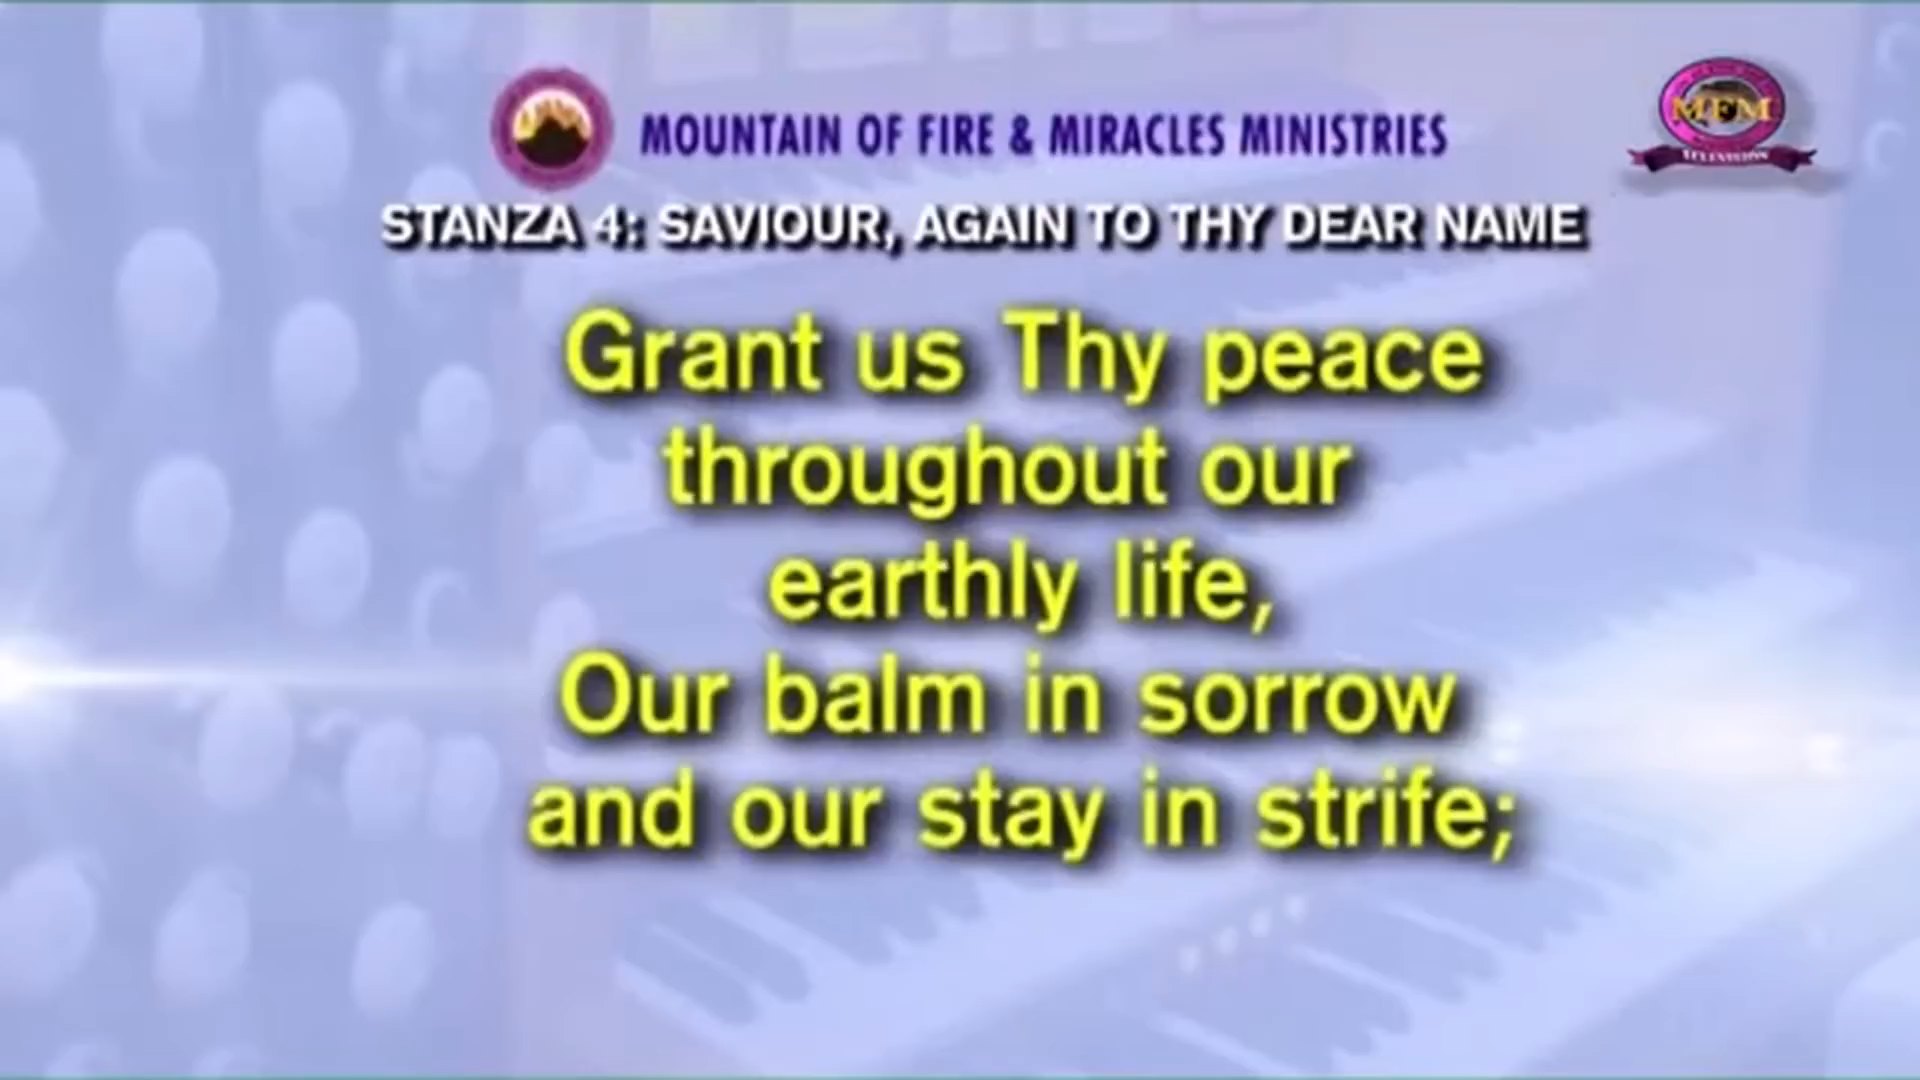 MOUNTAIN OF FIRE & MIRACLES MINISTRIES
MFM
TELEVISION
STANZA 4: SAVIOUR, AGAIN TO THY DEAR NAME
Grant us Thy peace
throughout our
earthly life,
Our balm in sorrow
and our stay in strife;